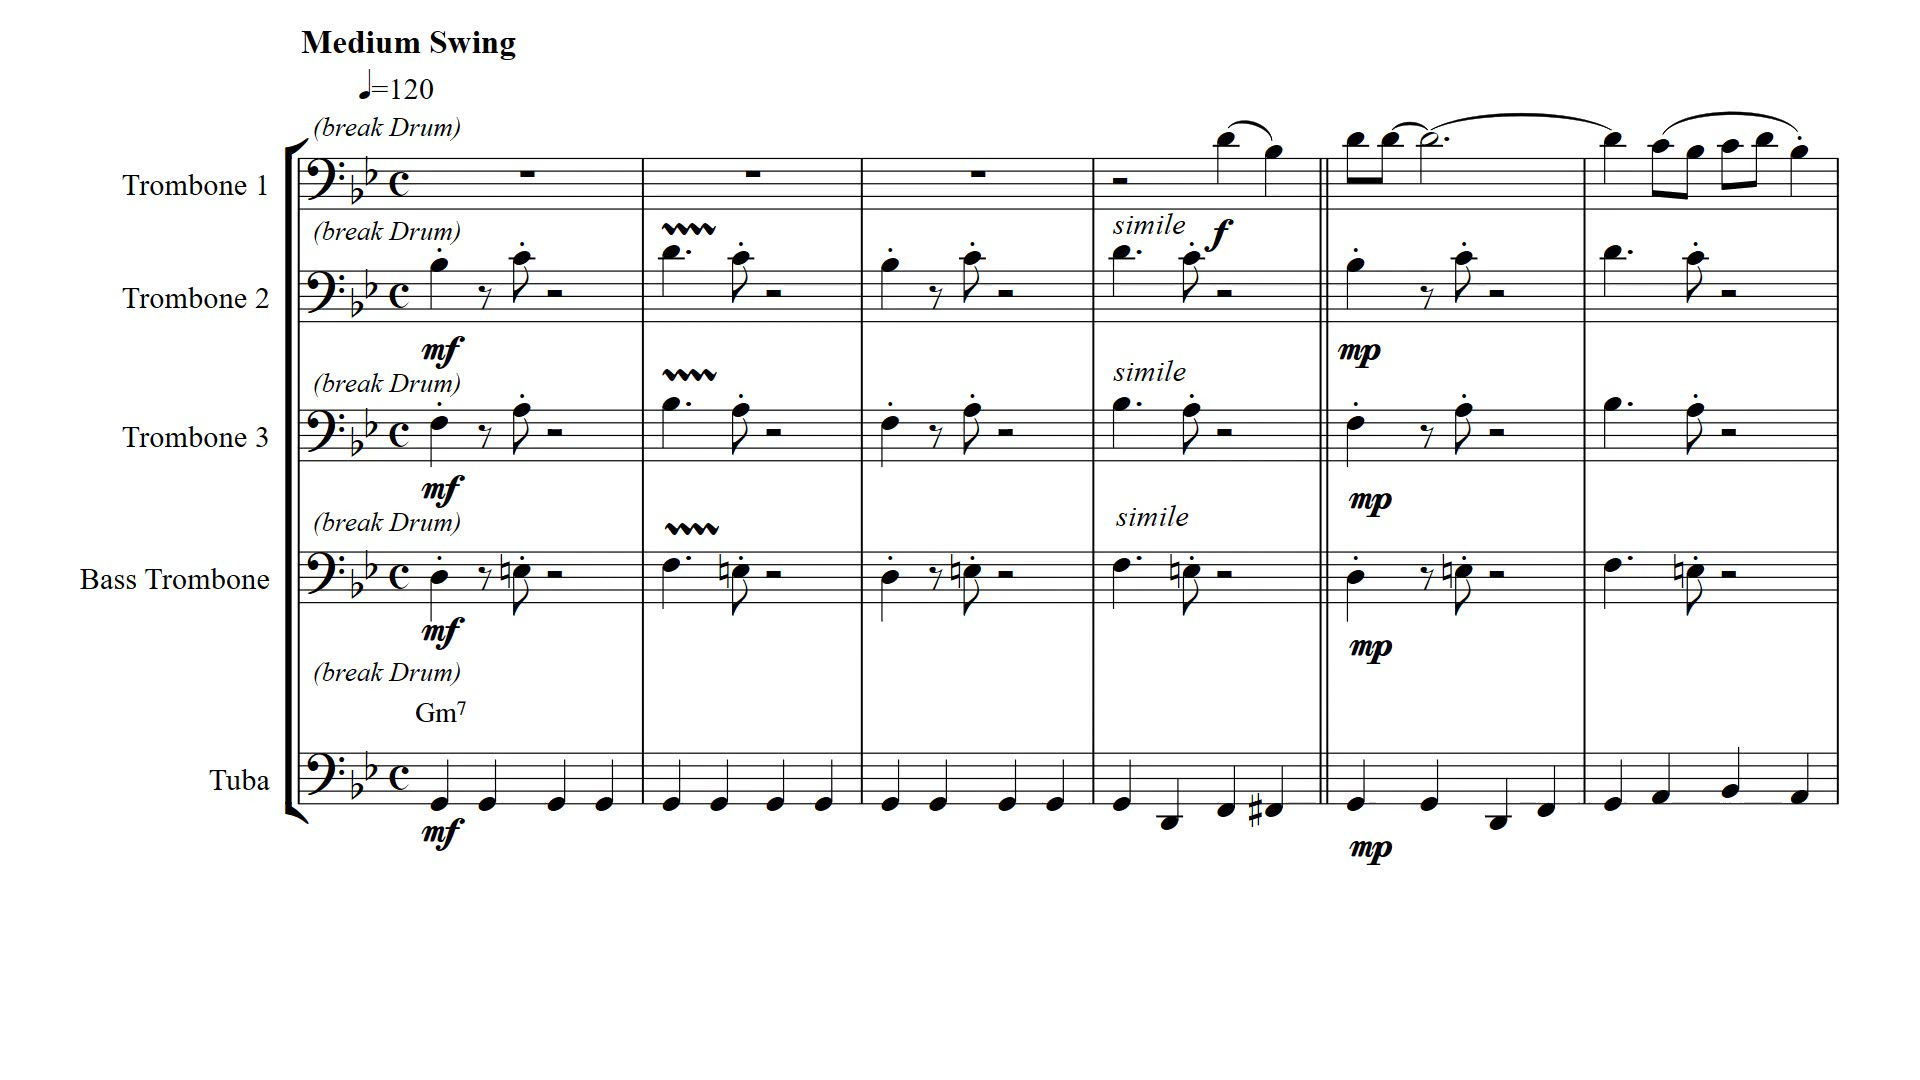 Medium Swing
=120
(break Drum)
Trombone 1
(break Drum)
simile f
Trombone 2
mf mp
(break Drum)
simile
Trombone 3
mf mp
(break Drum)
simile
Bass Trombone
mf mp
(break Drum)
Gm7
Tuba
mf mp